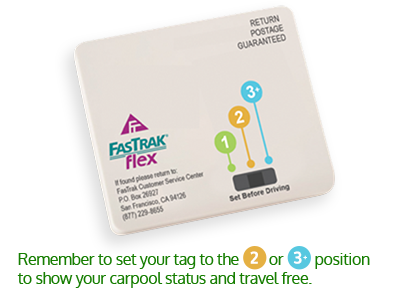 RETURN
POSTAGE
GUARANTEED
3+
2
1
FASTRAK
flex
If found please return to:
FasTrak Customer Service Center
P.O. Box 26927
San Francisco, CA 94126
(877) 229-8655
Set Before Driving
Remember to set your tag to the 2 or 3+ position
to show your carpool status and travel free.